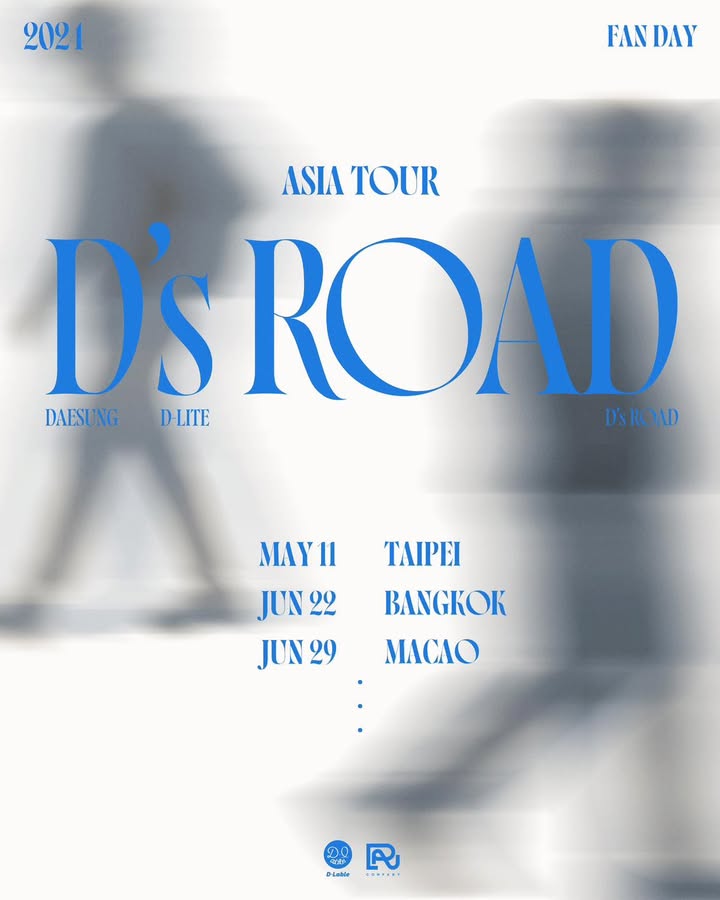 2024
FAN DAY
ASIA TOUR
D's ROAD
DAESUNG D-LITE D's ROAD
MAY 11 TAIPEI
JUN 22 BANGKOK
JUN 29 MACAO
D-Lable
COMPANY